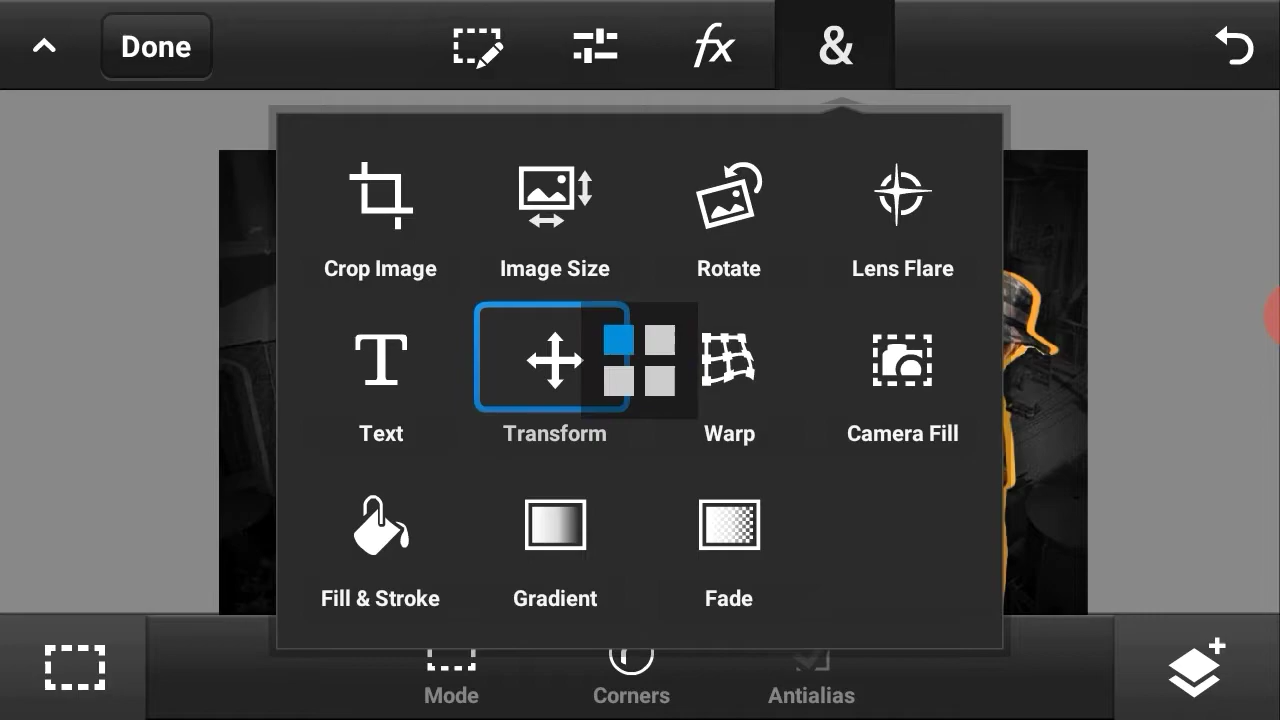 Done
fx
&
Crop Image
Image Size
Rotate
Lens Flare
T
Text
Transform
Warp
Camera Fill
Fill & Stroke
Gradient
Fade
Mode
Corners
Antialias